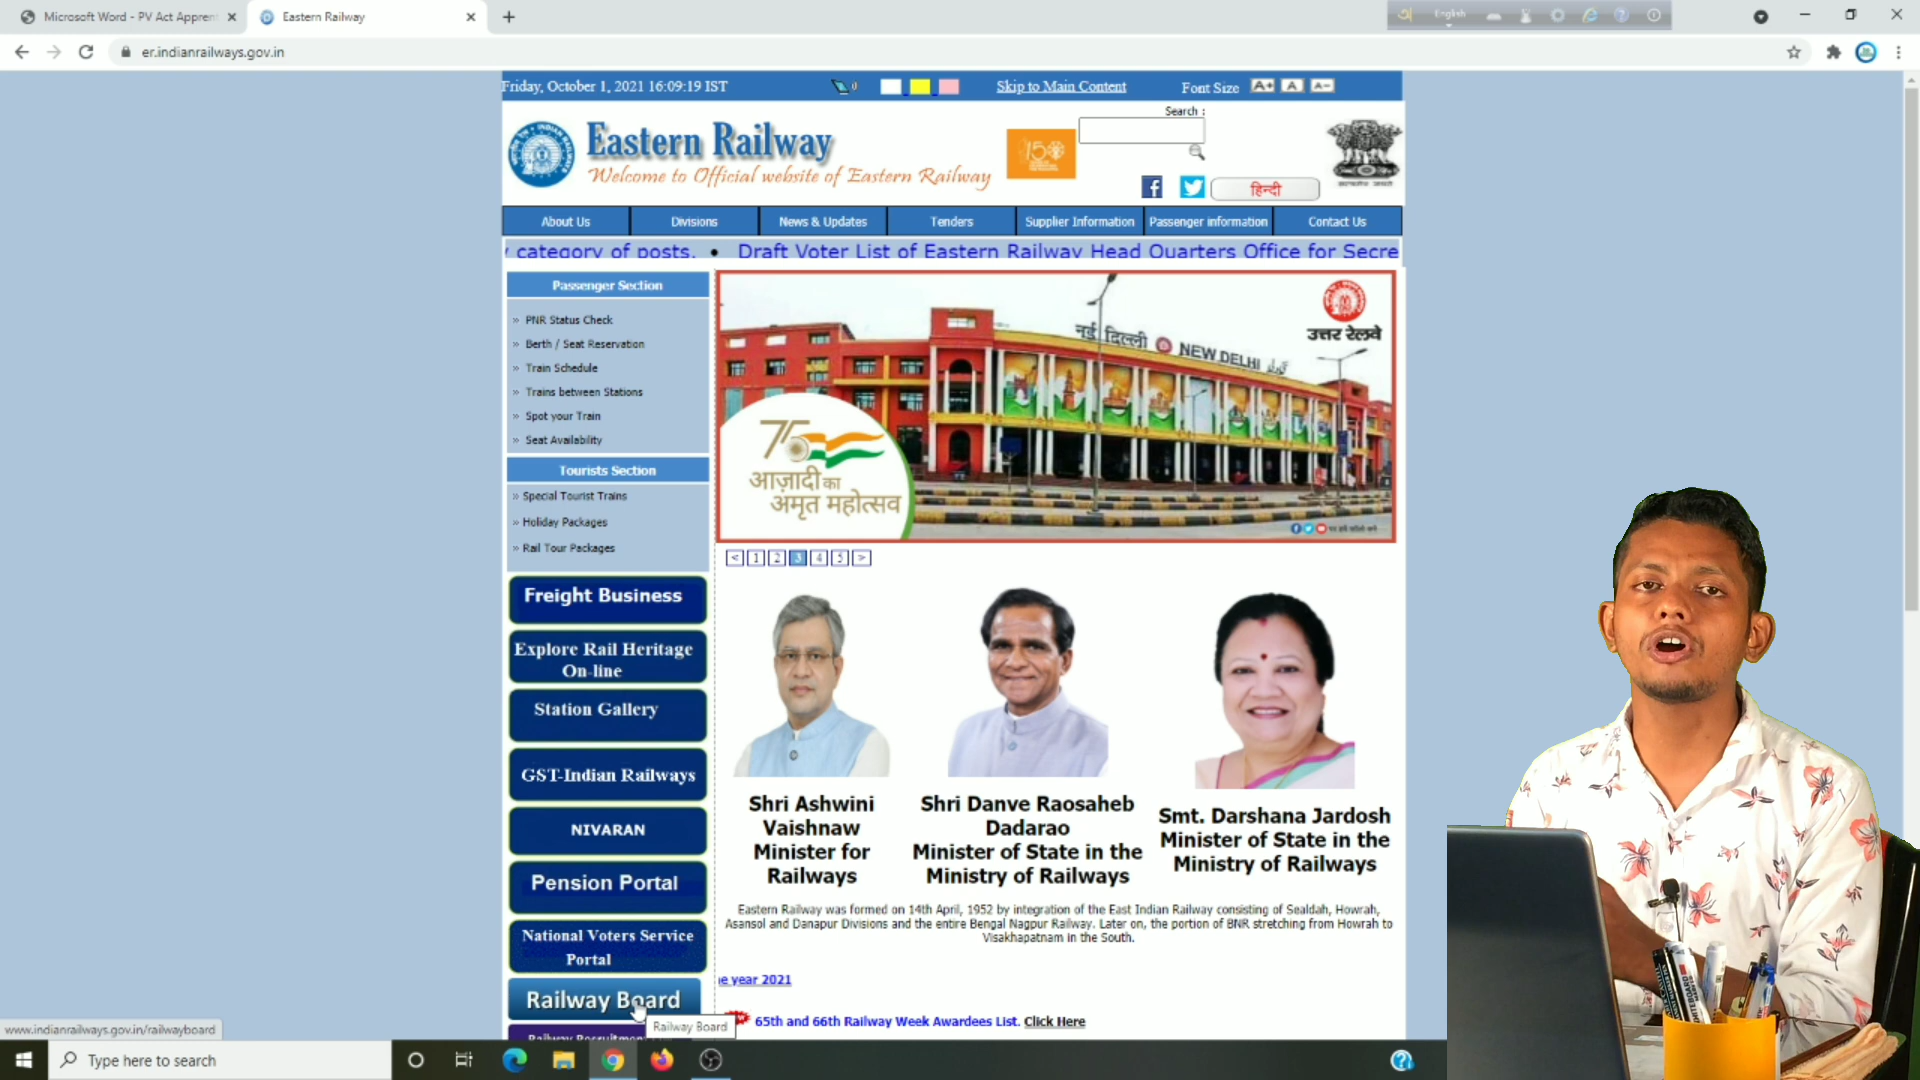 Microsoft Word - PV Act Appren
Eastern Railway
English
er.indianrailways.gov.in
Friday, October 1, 2021 16:09:19 IST
Skip to Main Content
Font Size A+ A A-
Search :
Eastern Railway
Welcome to Official website of Eastern Railway
150
हिन्दी
About Us
Divisions
News & Updates
Tenders
Supplier Information
Passenger information
Contact Us
category of posts. • Draft Voter List of Eastern Railway Head Quarters Office for Secre
Passenger Section
» PNR Status Check
» Berth / Seat Reservation
» Train Schedule
» Trains between Stations
» Spot your Train
» Seat Availability
Tourists Section
» Special Tourist Trains
» Holiday Packages
» Rail Tour Packages
Freight Business
Explore Rail Heritage
On-line
Station Gallery
GST-Indian Railways
NIVARAN
Pension Portal
National Voters Service
Portal
Railway Board
Railway Recruitmen
Railway Board
उत्तर रेलवे
नई दिल्ली NEW DELHI
75
आज़ादी का
अमृत महोत्सव
< 1 2 3 4 5 >
Shri Ashwini
Vaishnaw
Minister for
Railways
Shri Danve Raosaheb
Dadarao
Minister of State in the
Ministry of Railways
Smt. Darshana Jardosh
Minister of State in the
Ministry of Railways
Eastern Railway was formed on 14th April, 1952 by integration of the East Indian Railway consisting of Sealdah, Howrah,
Asansol and Danapur Divisions and the entire Bengal Nagpur Railway. Later on, the portion of BNR stretching from Howrah to
Visakhapatnam in the South.
e year 2021
65th and 66th Railway Week Awardees List. Click Here
www.indianrailways.gov.in/railwayboard
Type here to search